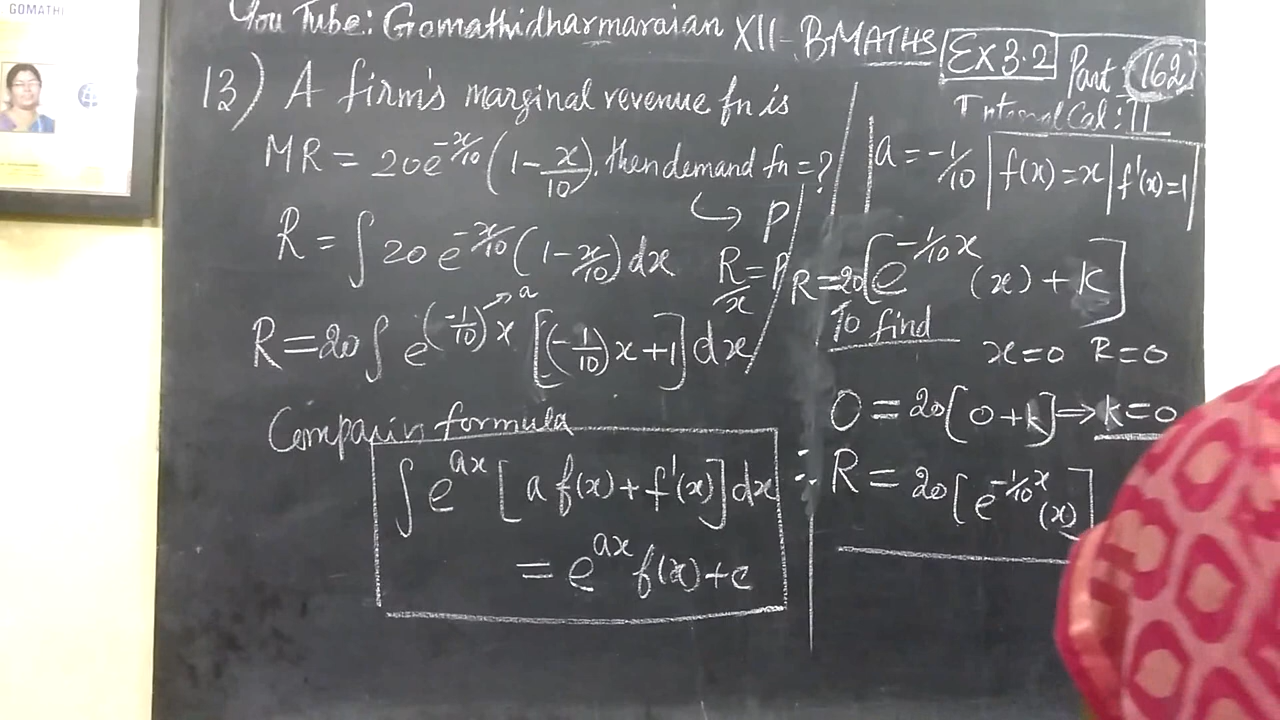 GOMATHI
You Tube: Gomathidharmaraian XII - BMATHS
Ex 3.2 Part: 162
Integral Cal: II
13) A firm's marginal revenue fn is
MR = 20e^{-x/10} (1 - x/10). then demand fn = ?
↪ P
R = ∫ 20 e^{-x/10} (1 - x/10) dx
R/x = P
R = 20 ∫ e^{(-1/10)x} [(-1/10)x + 1] dx
→ a
Comparin formula
∫ e^{ax} [a f(x) + f'(x)] dx
= e^{ax} f(x) + c
a = -1/10 | f(x) = x | f'(x) = 1
R = 20 [e^{-1/10 x} (x) + k]
To find
x = 0 R = 0
0 = 20 [0 + k] ⇒ k = 0
∴ R = 20 [e^{-1/10 x} (x)]